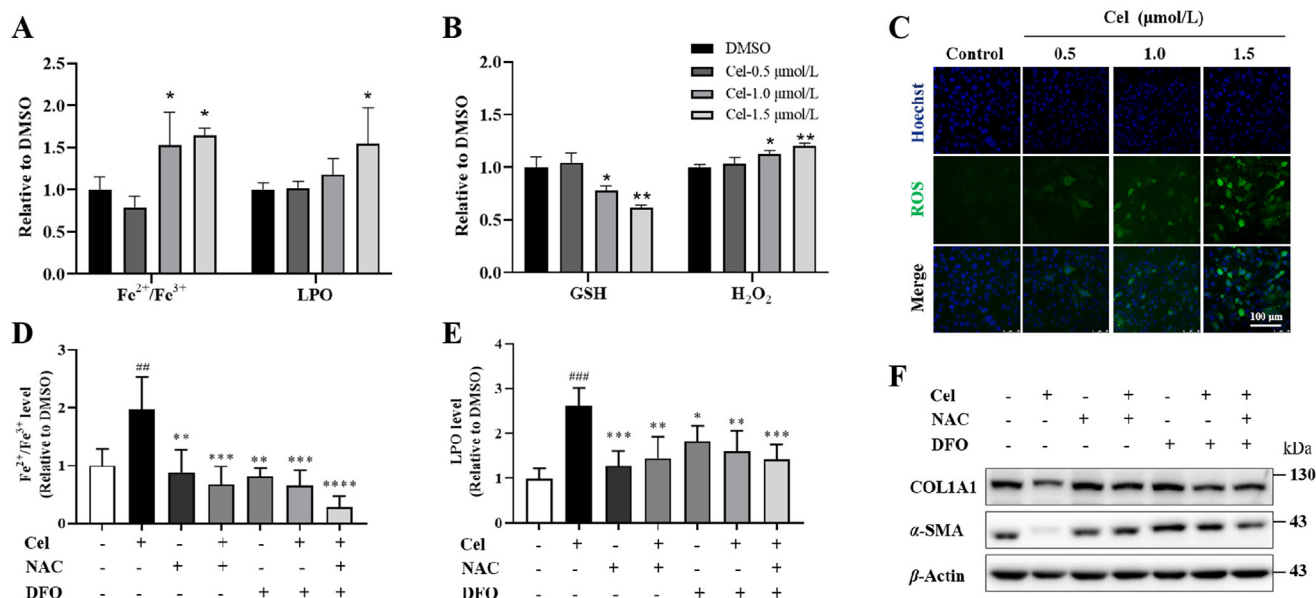 A
Relative to DMSO
2.5
2.0
1.5
1.0
0.5
0.0
*
*
*
Fe²⁺/Fe³⁺
LPO
B
Relative to DMSO
2.0
1.5
1.0
0.5
0.0
DMSO
Cel-0.5 μmol/L
Cel-1.0 μmol/L
Cel-1.5 μmol/L
*
**
*
**
GSH
H₂O₂
C
Cel (μmol/L)
Control 0.5 1.0 1.5
Hoechst
ROS
Merge
100 μm
D
Fe²⁺/Fe³⁺ level
(Relative to DMSO)
3
2
1
0
##
**
***
**
***
****
Cel - + - + - + +
NAC - - + + - - +
DFO - - - - + + +
E
LPO level
(Relative to DMSO)
4
3
2
1
0
###
***
**
*
**
***
Cel - + - + - + +
NAC - - + + - - +
DFO - - - - + + +
F
Cel - + - + - + +
NAC - - + + - - +
DFO - - - - + + +
kDa
COL1A1 130
α-SMA 43
β-Actin 43